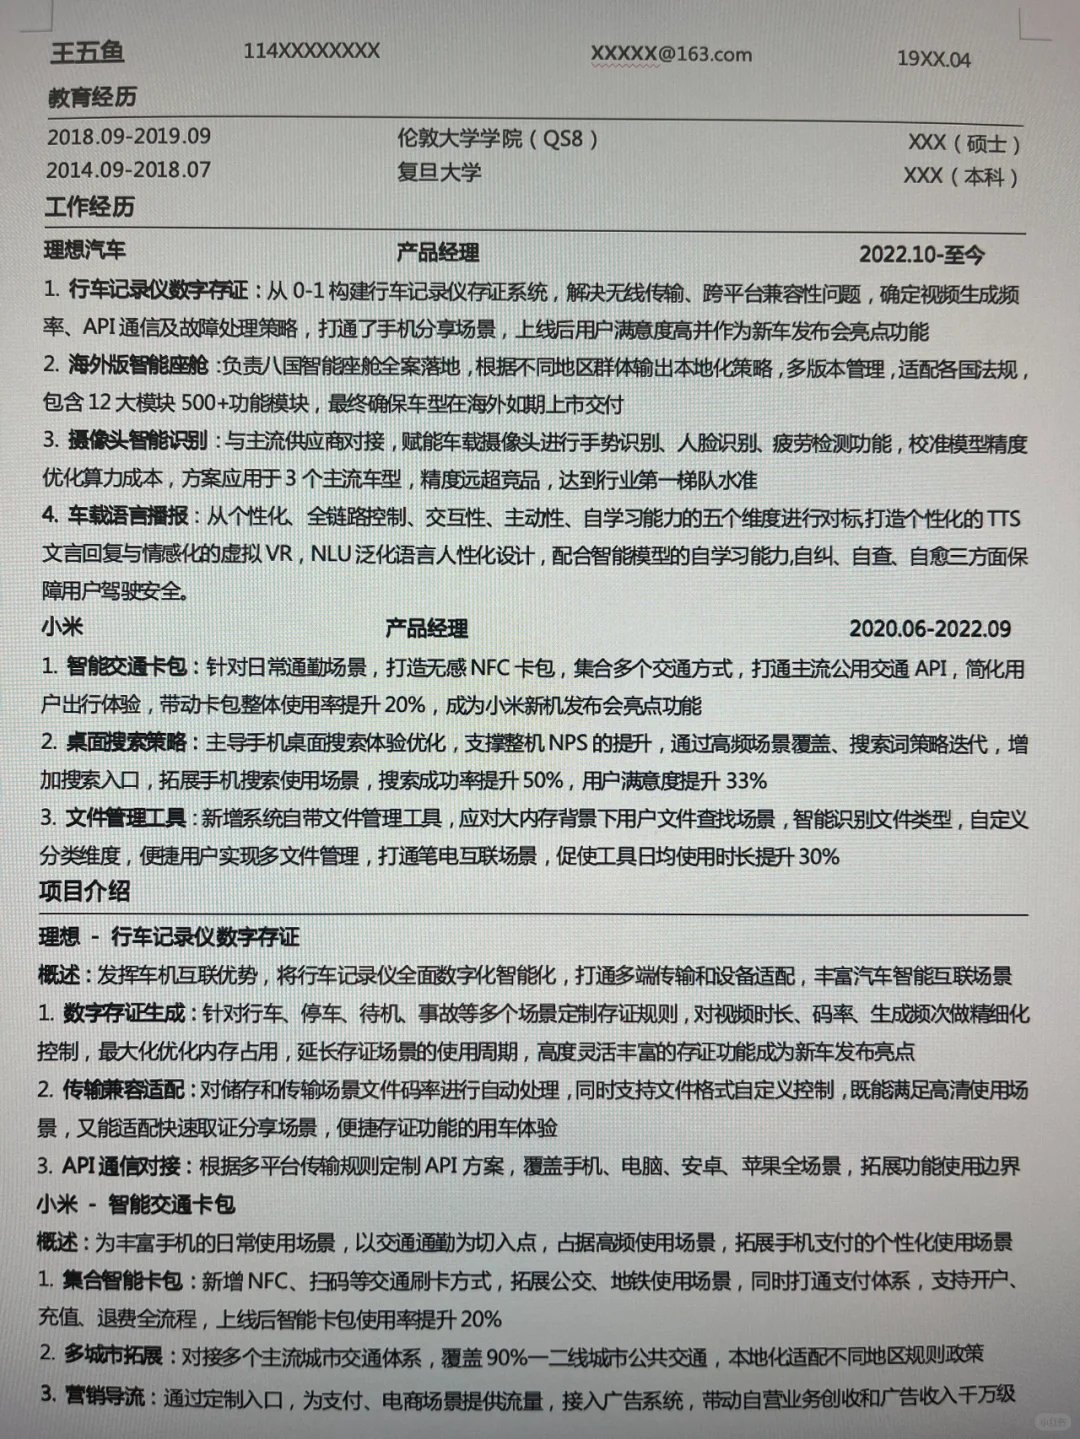 王五鱼 114XXXXXXXX XXXXX@163.com 19XX.04
教育经历
2018.09-2019.09 伦敦大学学院（QS8） XXX（硕士）
2014.09-2018.07 复旦大学 XXX（本科）
工作经历
理想汽车 产品经理 2022.10-至今
1. 行车记录仪数字存证：从 0-1 构建行车记录仪存证系统，解决无线传输、跨平台兼容性问题，确定视频生成频
率、API 通信及故障处理策略，打通了手机分享场景，上线后用户满意度高并作为新车发布会亮点功能
2. 海外版智能座舱：负责八国智能座舱全案落地，根据不同地区群体输出本地化策略，多版本管理，适配各国法规，
包含 12 大模块 500+功能模块，最终确保车型在海外如期上市交付
3. 摄像头智能识别：与主流供应商对接，赋能车载摄像头进行手势识别、人脸识别、疲劳检测功能，校准模型精度
优化算力成本，方案应用于 3 个主流车型，精度远超竞品，达到行业第一梯队水准
4. 车载语言播报：从个性化、全链路控制、交互性、主动性、自学习能力的五个维度进行对标,打造个性化的 TTS
文言回复与情感化的虚拟 VR，NLU 泛化语言人性化设计，配合智能模型的自学习能力,自纠、自查、自愈三方面保
障用户驾驶安全。
小米 产品经理 2020.06-2022.09
1. 智能交通卡包：针对日常通勤场景，打造无感 NFC 卡包，集合多个交通方式，打通主流公用交通 API，简化用
户出行体验，带动卡包整体使用率提升 20%，成为小米新机发布会亮点功能
2. 桌面搜索策略：主导手机桌面搜索体验优化，支撑整机 NPS 的提升，通过高频场景覆盖、搜索词策略迭代，增
加搜索入口，拓展手机搜索使用场景，搜索成功率提升 50%，用户满意度提升 33%
3. 文件管理工具：新增系统自带文件管理工具，应对大内存背景下用户文件查找场景，智能识别文件类型，自定义
分类维度，便捷用户实现多文件管理，打通笔电互联场景，促使工具日均使用时长提升 30%
项目介绍
理想 - 行车记录仪数字存证
概述：发挥车机互联优势，将行车记录仪全面数字化智能化，打通多端传输和设备适配，丰富汽车智能互联场景
1. 数字存证生成：针对行车、停车、待机、事故等多个场景定制存证规则，对视频时长、码率、生成频次做精细化
控制，最大化优化内存占用，延长存证场景的使用周期，高度灵活丰富的存证功能成为新车发布亮点
2. 传输兼容适配：对储存和传输场景文件码率进行自动处理，同时支持文件格式自定义控制，既能满足高清使用场
景，又能适配快速取证分享场景，便捷存证功能的用车体验
3. API 通信对接：根据多平台传输规则定制 API 方案，覆盖手机、电脑、安卓、苹果全场景，拓展功能使用边界
小米 - 智能交通卡包
概述：为丰富手机的日常使用场景，以交通通勤为切入点，占据高频使用场景，拓展手机支付的个性化使用场景
1. 集合智能卡包：新增 NFC、扫码等交通刷卡方式，拓展公交、地铁使用场景，同时打通支付体系，支持开户、
充值、退费全流程，上线后智能卡包使用率提升 20%
2. 多城市拓展：对接多个主流城市交通体系，覆盖 90%一二线城市公共交通，本地化适配不同地区规则政策
3. 营销导流：通过定制入口，为支付、电商场景提供流量，接入广告系统，带动自营业务创收和广告收入千万级
小红书